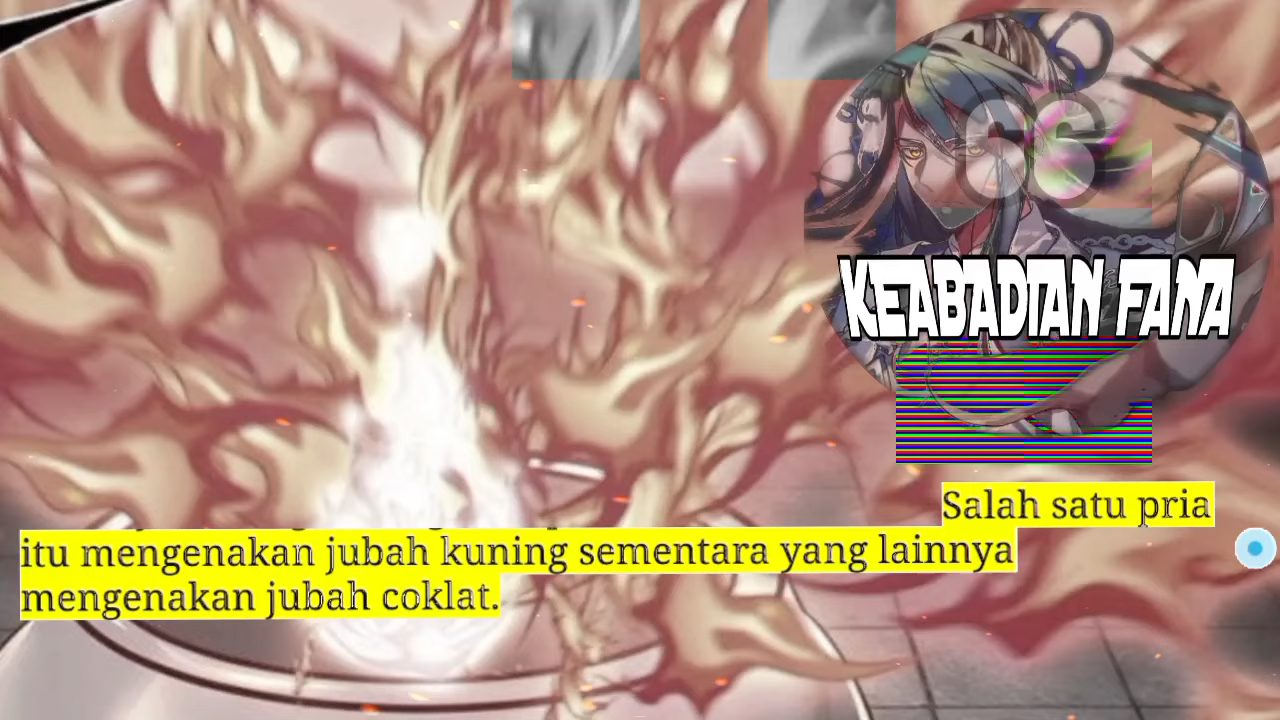 KEABADIAN FANA
Salah satu pria
itu mengenakan jubah kuning sementara yang lainnya
mengenakan jubah coklat.